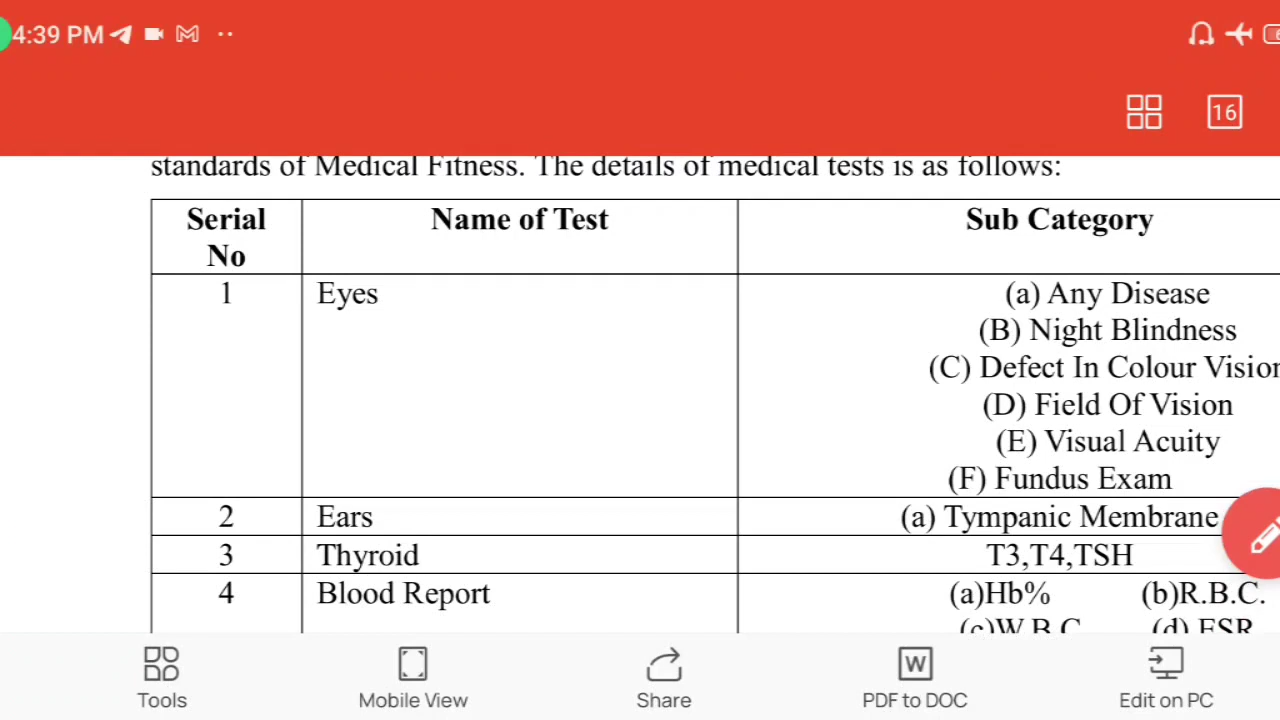 4:39 PM
16
standards of Medical Fitness. The details of medical tests is as follows:
Serial No
Name of Test
Sub Category
1
Eyes
(a) Any Disease
(B) Night Blindness
(C) Defect In Colour Vision
(D) Field Of Vision
(E) Visual Acuity
(F) Fundus Exam
2
Ears
(a) Tympanic Membrane
3
Thyroid
T3,T4,TSH
4
Blood Report
(a)Hb% (b)R.B.C.
(c)W.B.C (d) ESR
Tools
Mobile View
Share
W
PDF to DOC
Edit on PC